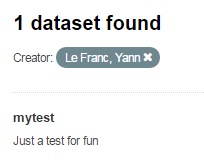 1 dataset found
Creator: Le Franc, Yann ✖
mytest
Just a test for fun